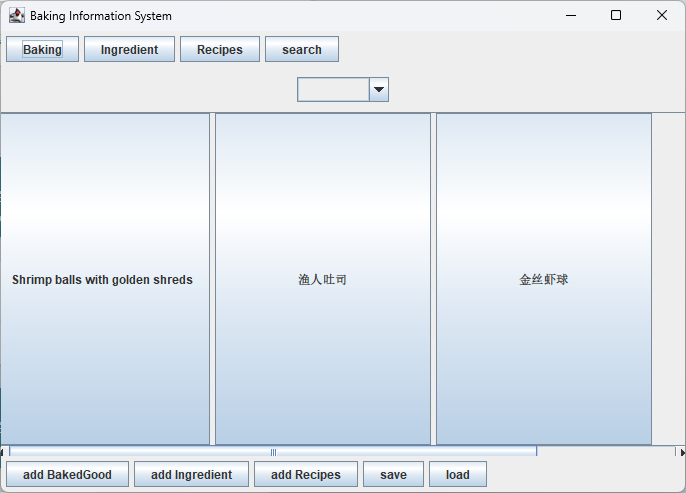 Baking Information System
Baking Ingredient Recipes search
Shrimp balls with golden shreds 渔人吐司 金丝虾球
add BakedGood add Ingredient add Recipes save load